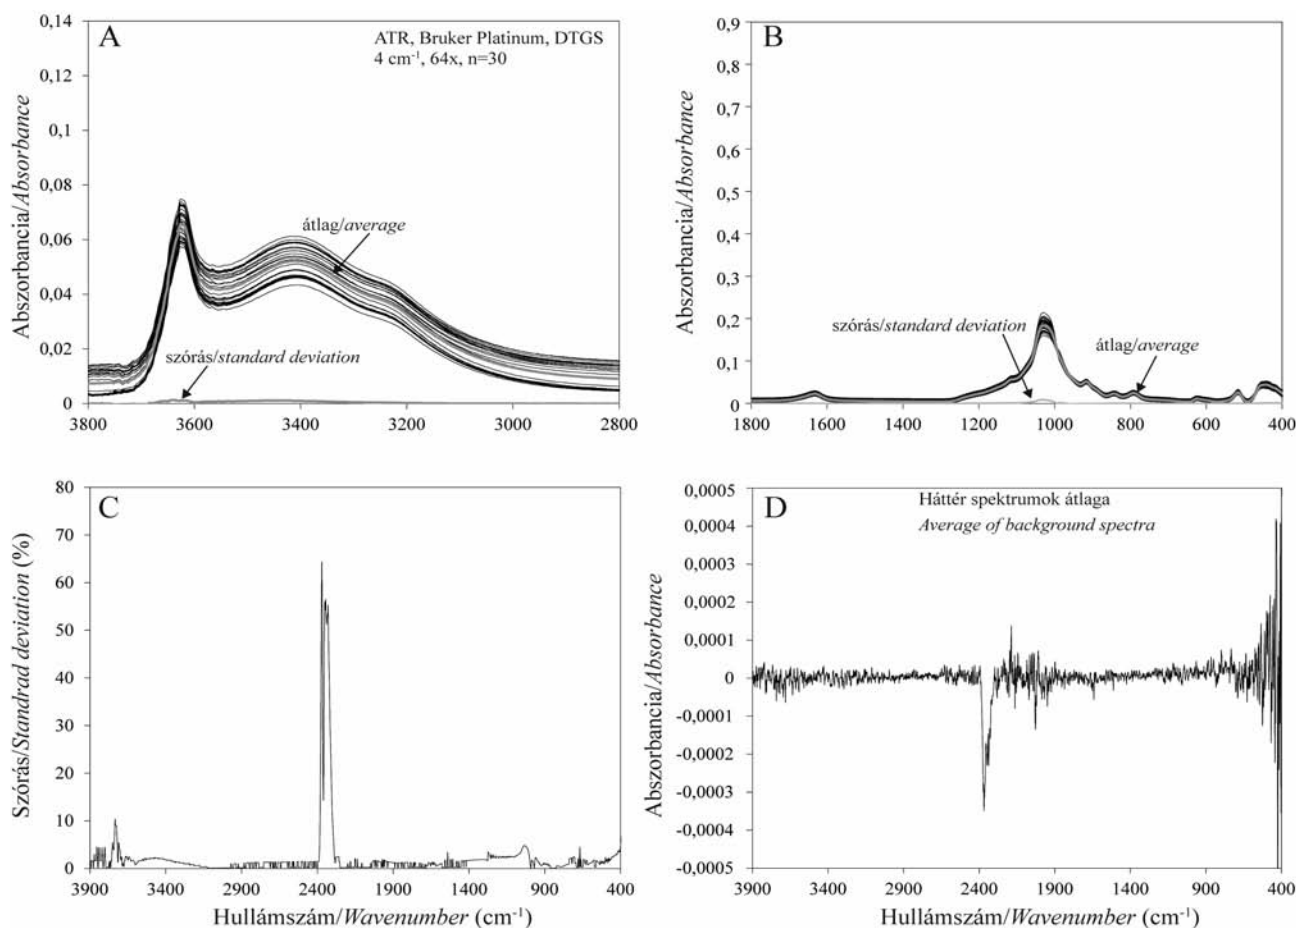 A
ATR, Bruker Platinum, DTGS
4 cm⁻¹, 64x, n=30
Abszorbancia/Absorbance
0,14
0,12
0,1
0,08
0,06
0,04
0,02
0
átlag/average
szórás/standard deviation
3800 3600 3400 3200 3000 2800
B
Abszorbancia/Absorbance
0,9
0,8
0,7
0,6
0,5
0,4
0,3
0,2
0,1
0
szórás/standard deviation
átlag/average
1800 1600 1400 1200 1000 800 600 400
C
Szórás/Standrad deviation (%)
80
70
60
50
40
30
20
10
0
3900 3400 2900 2400 1900 1400 900 400
Hullámszám/Wavenumber (cm⁻¹)
D
Háttér spektrumok átlaga
Average of background spectra
Abszorbancia/Absorbance
0,0005
0,0004
0,0003
0,0002
0,0001
0
-0,0001
-0,0002
-0,0003
-0,0004
-0,0005
3900 3400 2900 2400 1900 1400 900 400
Hullámszám/Wavenumber (cm⁻¹)